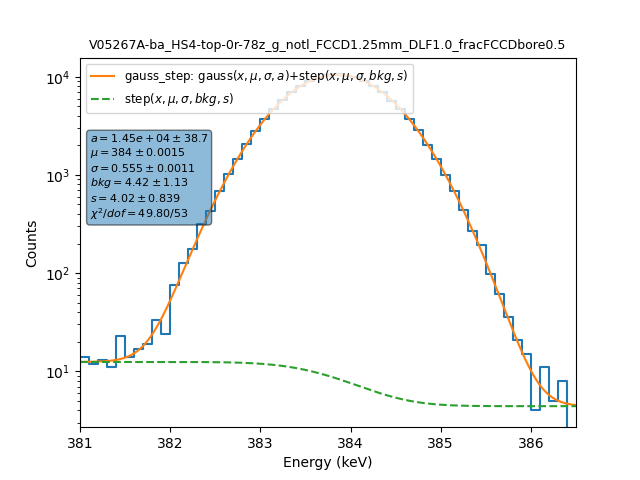 V05267A-ba_HS4-top-0r-78z_g_notl_FCCD1.25mm_DLF1.0_fracFCCDbore0.5
gauss_step: gauss(x, μ, σ, a)+step(x, μ, σ, bkg, s)
step(x, μ, σ, bkg, s)
a = 1.45e + 04 ± 38.7
μ = 384 ± 0.0015
σ = 0.555 ± 0.0011
bkg = 4.42 ± 1.13
s = 4.02 ± 0.839
χ²/dof = 49.80/53
10⁴
10³
10²
10¹
Counts
381 382 383 384 385 386
Energy (keV)